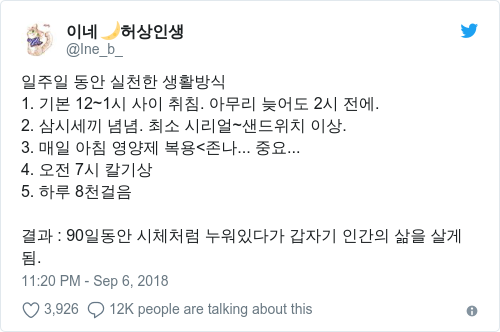 이네🌙허상인생
@Ine_b_
일주일 동안 실천한 생활방식
1. 기본 12~1시 사이 취침. 아무리 늦어도 2시 전에.
2. 삼시세끼 념념. 최소 시리얼~샌드위치 이상.
3. 매일 아침 영양제 복용<존나... 중요...
4. 오전 7시 칼기상
5. 하루 8천걸음
결과 : 90일동안 시체처럼 누워있다가 갑자기 인간의 삶을 살게
됨.
11:20 PM - Sep 6, 2018
3,926 12K people are talking about this